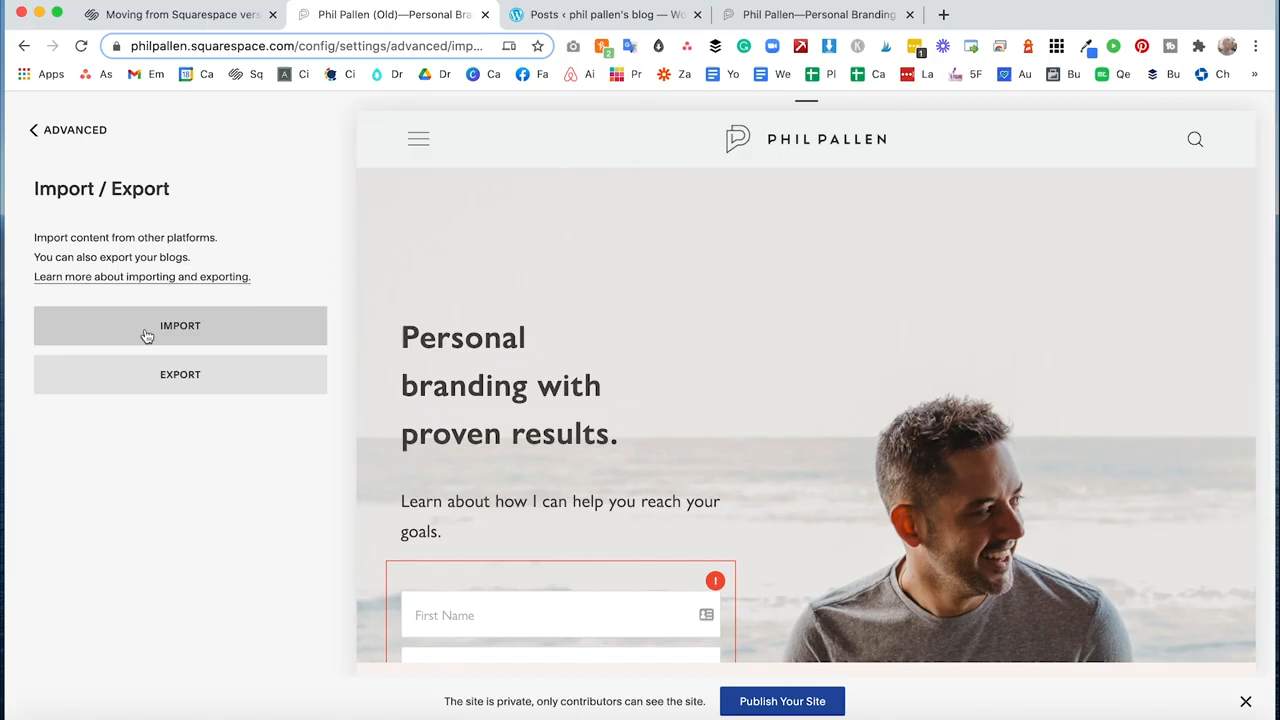 Moving from Squarespace vers
Phil Pallen (Old)—Personal Bra
Posts ‹ phil pallen's blog — Wo
Phil Pallen—Personal Branding
philpallen.squarespace.com/config/settings/advanced/imp...
2
1
Apps
As
Em
18
Ca
Sq
Ci
Ci
Dr
Dr
Ca
Fa
Ai
Pr
Za
Yo
We
Pl
Ca
La
5F
Au
Bu
Qe
Bu
Ch
»
ADVANCED
Import / Export
Import content from other platforms.
You can also export your blogs.
Learn more about importing and exporting.
IMPORT
EXPORT
PHIL PALLEN
Personal
branding with
proven results.
Learn about how I can help you reach your
goals.
!
First Name
The site is private, only contributors can see the site.
Publish Your Site